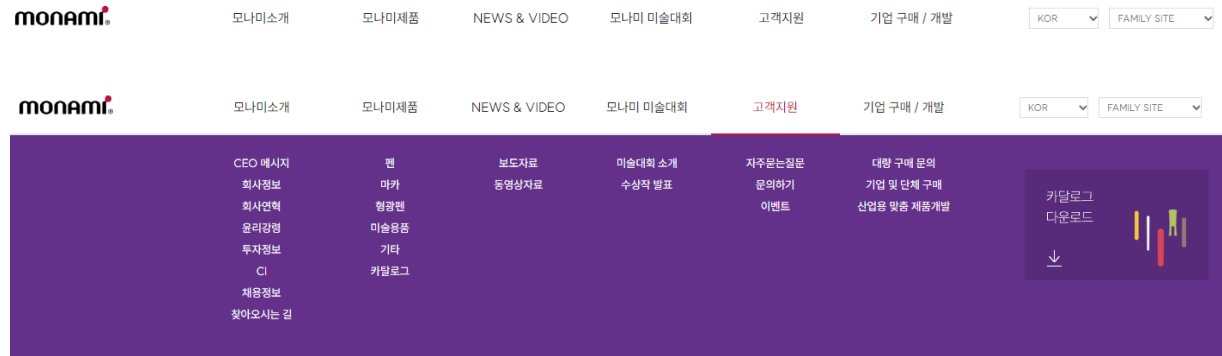 monami®
모나미소개 모나미제품 NEWS & VIDEO 모나미 미술대회 고객지원 기업 구매 / 개발 KOR FAMILY SITE
monami®
모나미소개 모나미제품 NEWS & VIDEO 모나미 미술대회 고객지원 기업 구매 / 개발 KOR FAMILY SITE
CEO 메시지 펜 보도자료 미술대회 소개 자주묻는질문 대량 구매 문의
회사정보 마카 동영상자료 수상작 발표 문의하기 기업 및 단체 구매
회사연혁 형광펜 이벤트 산업용 맞춤 제품개발
윤리강령 미술용품
투자정보 기타
CI 카탈로그
채용정보
찾아오시는 길
카달로그
다운로드